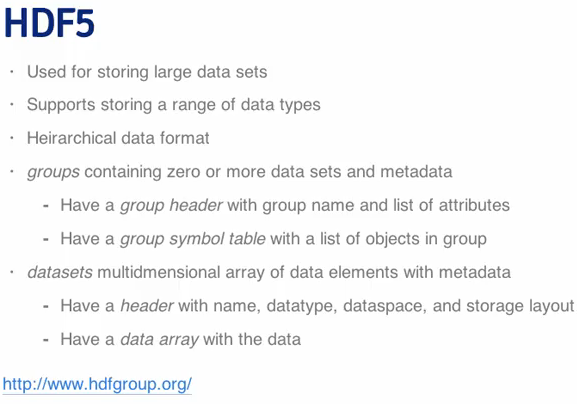 HDF5
· Used for storing large data sets
· Supports storing a range of data types
· Heirarchical data format
· groups containing zero or more data sets and metadata
- Have a group header with group name and list of attributes
- Have a group symbol table with a list of objects in group
· datasets multidmensional array of data elements with metadata
- Have a header with name, datatype, dataspace, and storage layout
- Have a data array with the data
http://www.hdfgroup.org/